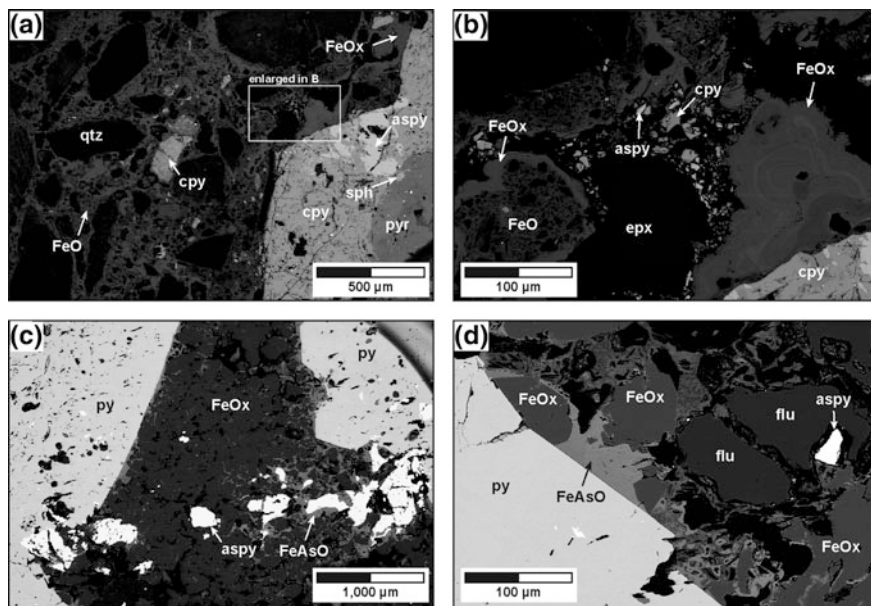 (a)
FeOx
enlarged in B
qtz
aspy
cpy
sph
cpy
pyr
FeO
500 µm
(b)
FeOx
cpy
FeOx
aspy
FeO
epx
cpy
100 µm
(c)
py
FeOx
py
aspy
FeAsO
1,000 µm
(d)
FeOx
FeOx
aspy
flu
flu
py
FeAsO
FeOx
100 µm